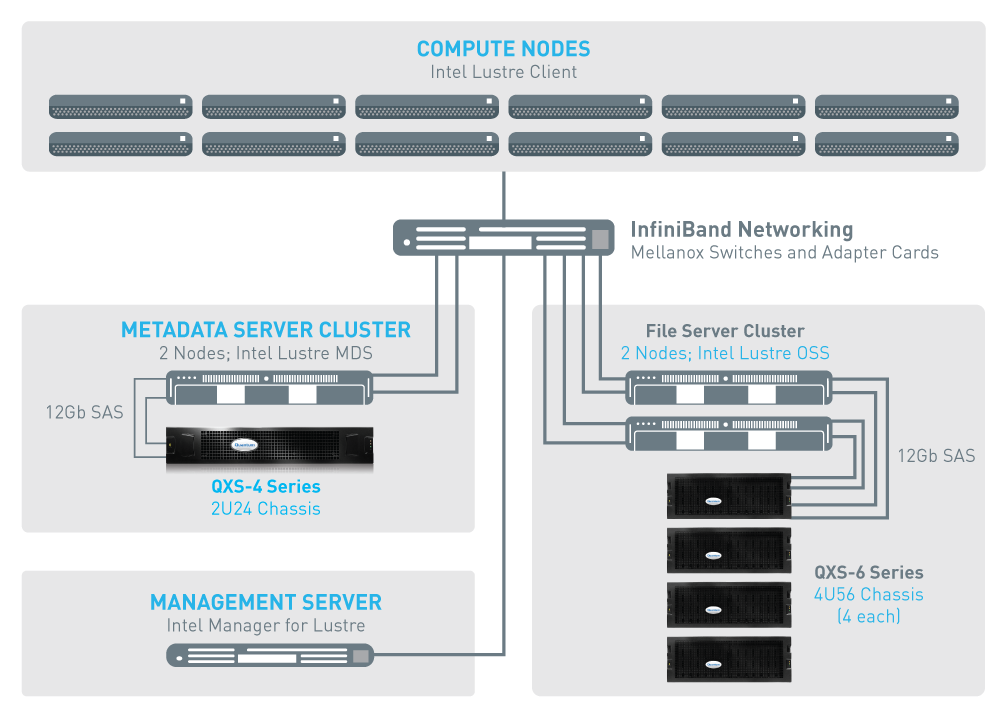 COMPUTE NODES
Intel Lustre Client
InfiniBand Networking
Mellanox Switches and Adapter Cards
METADATA SERVER CLUSTER
2 Nodes; Intel Lustre MDS
12Gb SAS
Quantum
QXS-4 Series
2U24 Chassis
File Server Cluster
2 Nodes; Intel Lustre OSS
12Gb SAS
QXS-6 Series
4U56 Chassis
(4 each)
MANAGEMENT SERVER
Intel Manager for Lustre